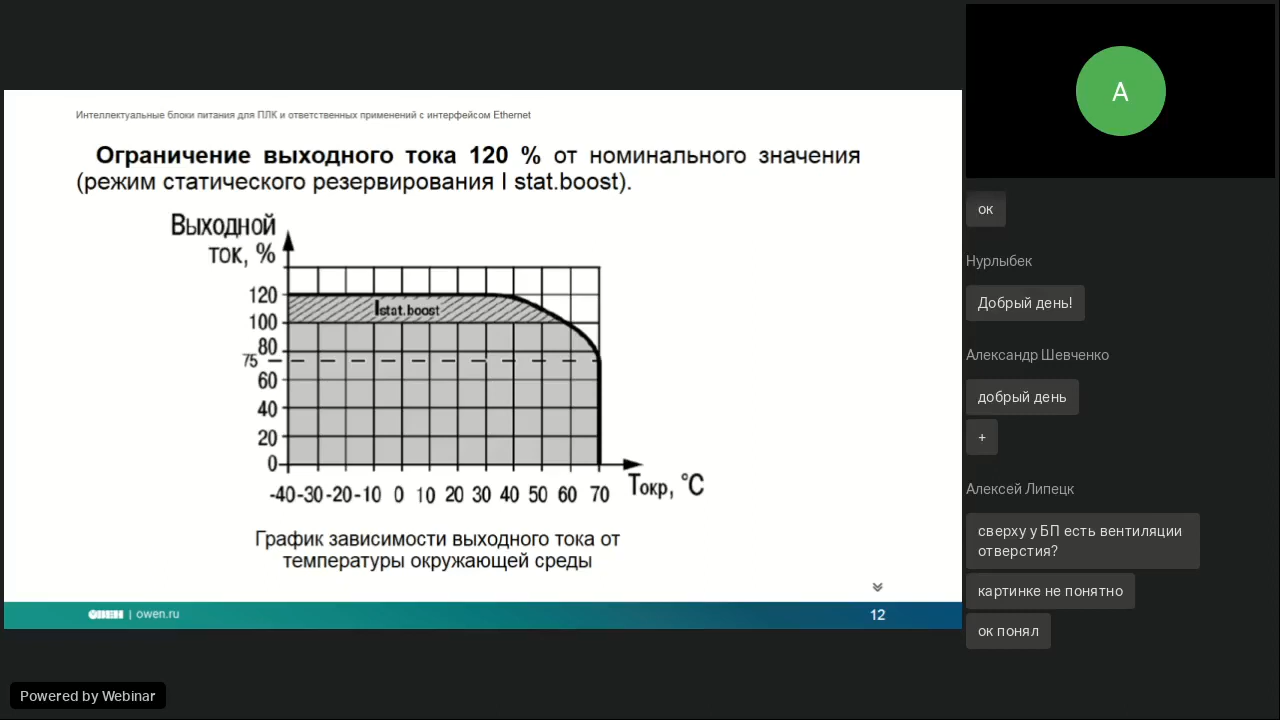 Интеллектуальные блоки питания для ПЛК и ответственных применений с интерфейсом Ethernet
Ограничение выходного тока 120 % от номинального значения
(режим статического резервирования I stat.boost).
Выходной
ток, %
120
100
80
75
60
40
20
0
Istat.boost
-40 -30 -20 -10 0 10 20 30 40 50 60 70
Токр, °C
График зависимости выходного тока от
температуры окружающей среды
ОВЕН | owen.ru
12
Powered by Webinar
А
ок
Нурлыбек
Добрый день!
Александр Шевченко
добрый день
+
Алексей Липецк
сверху у БП есть вентиляции
отверстия?
картинке не понятно
ок понял